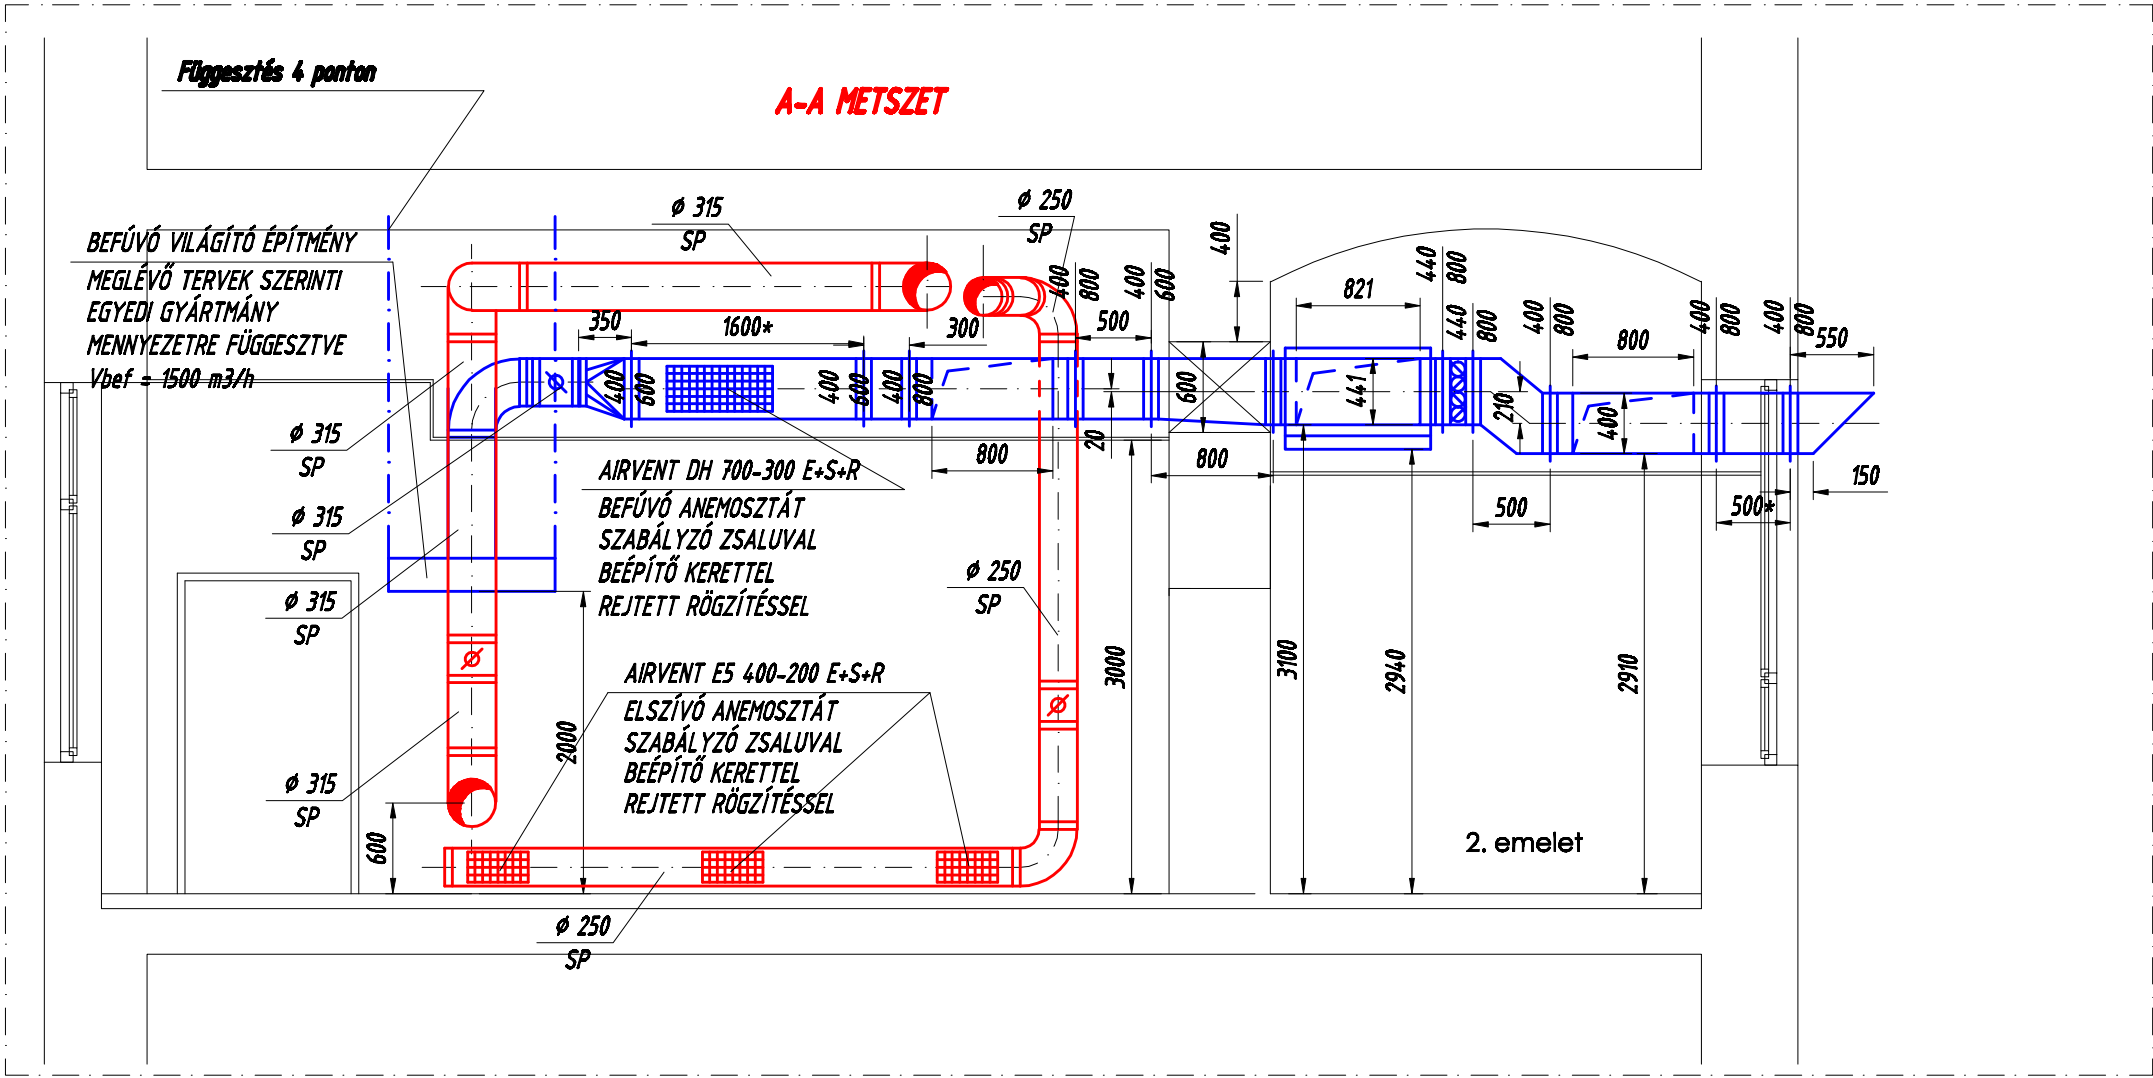 Függesztés 4 ponton
A-A METSZET
Ø 315
SP
Ø 250
SP
BEFÚVÓ VILÁGÍTÓ ÉPÍTMÉNY
MEGLÉVŐ TERVEK SZERINTI
EGYEDI GYÁRTMÁNY
MENNYEZETRE FÜGGESZTVE
Vbef = 1500 m3/h
350
1600*
300
400
800
500
400
600
400
821
440
800
440
800
400
800
800
400
800
400
800
550
400
600
400
600
400
800
20
800
600
800
441
210
400
500
500*
150
Ø 315
SP
Ø 315
SP
Ø 315
SP
Ø 315
SP
AIRVENT DH 700-300 E+S+R
BEFÚVÓ ANEMOSZTÁT
SZABÁLYZÓ ZSALUVAL
BEÉPÍTŐ KERETTEL
REJTETT RÖGZÍTÉSSEL
Ø 250
SP
AIRVENT E5 400-200 E+S+R
ELSZÍVÓ ANEMOSZTÁT
SZABÁLYZÓ ZSALUVAL
BEÉPÍTŐ KERETTEL
REJTETT RÖGZÍTÉSSEL
2000
600
3000
3100
2940
2910
2. emelet
Ø 250
SP